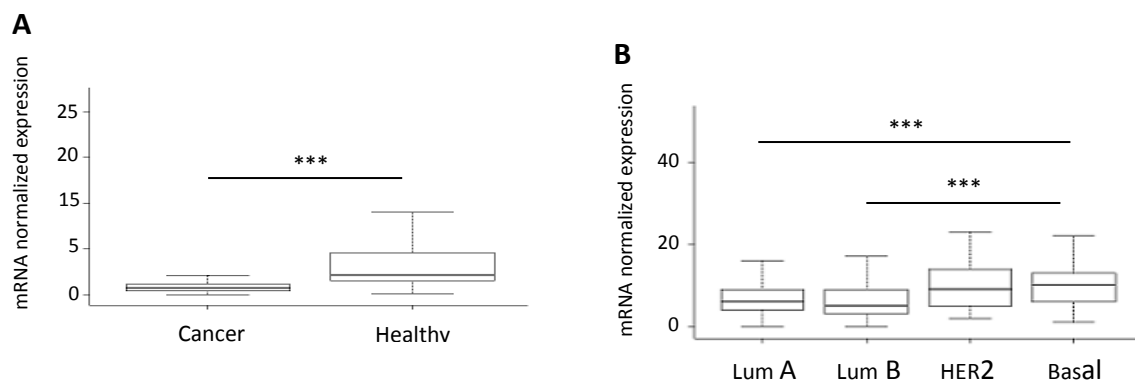 A
mRNA normalized expression
25
20
15
5
0
***
Cancer
Healthy
B
mRNA normalized expression
40
20
0
***
***
Lum A
Lum B
HER2
Basal